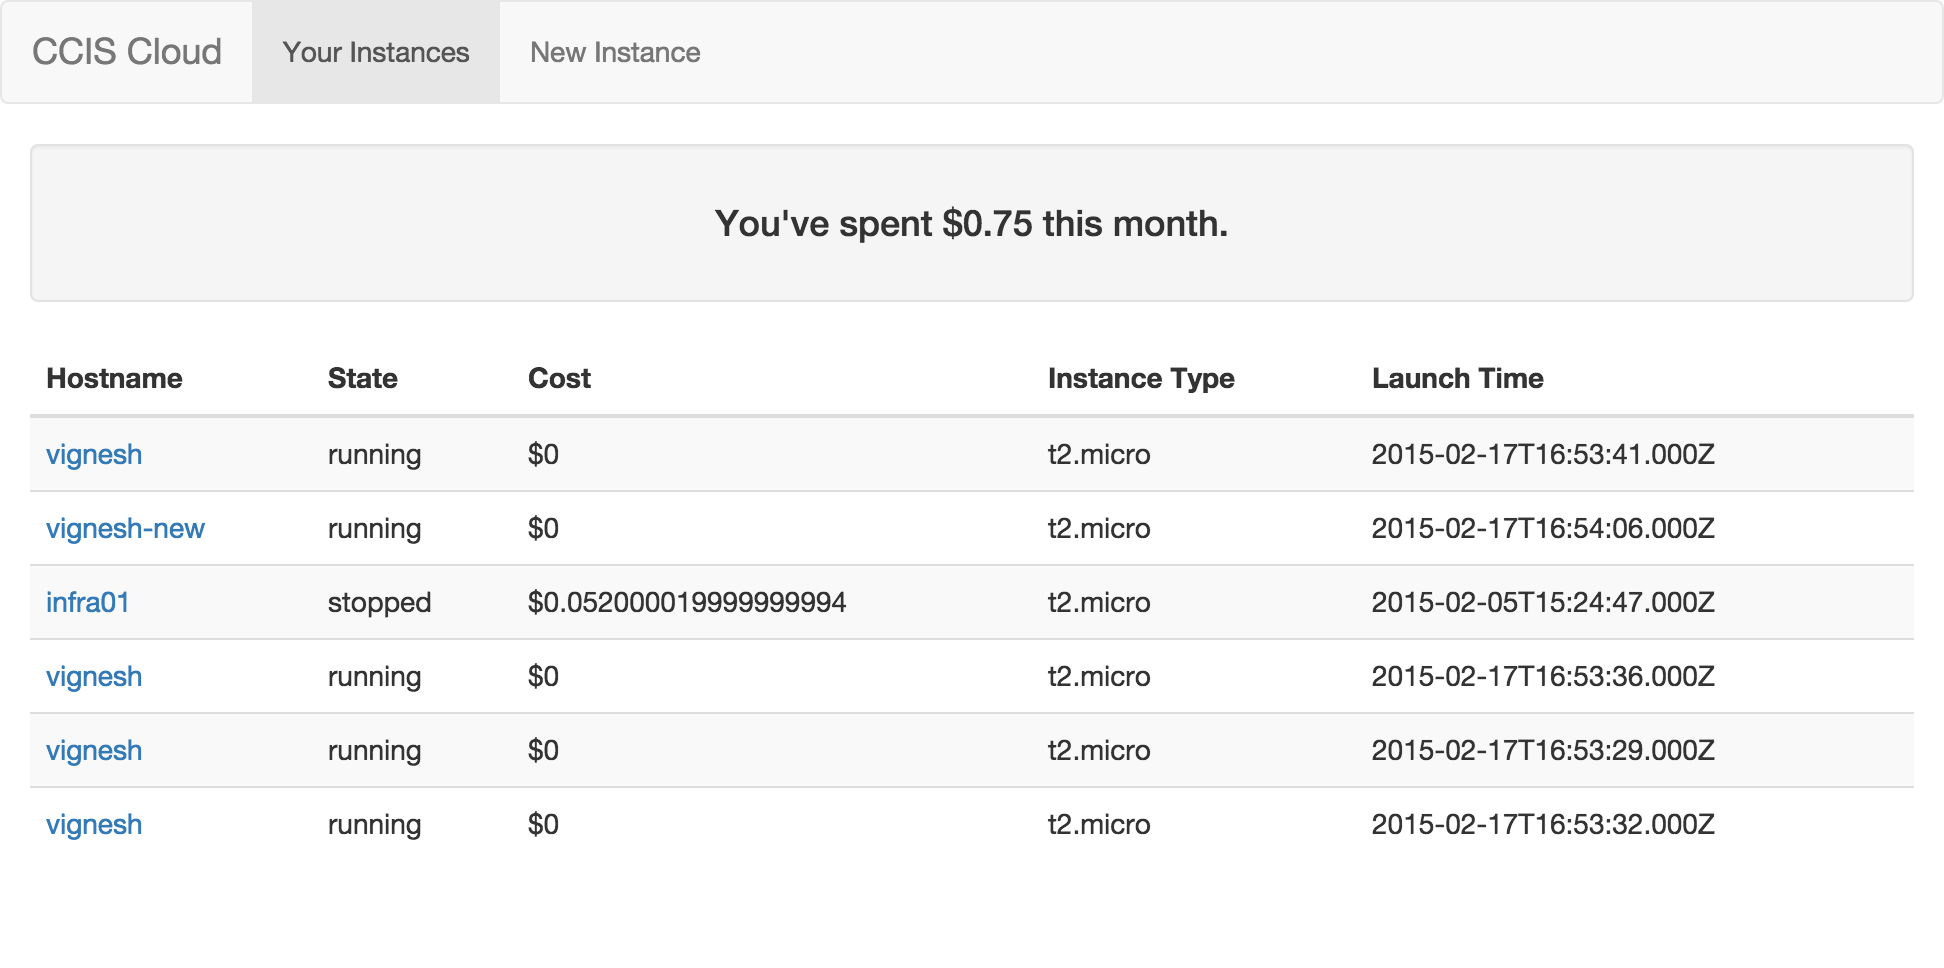 CCIS Cloud Your Instances New Instance
You've spent $0.75 this month.
Hostname State Cost Instance Type Launch Time
vignesh running $0 t2.micro 2015-02-17T16:53:41.000Z
vignesh-new running $0 t2.micro 2015-02-17T16:54:06.000Z
infra01 stopped $0.052000019999999994 t2.micro 2015-02-05T15:24:47.000Z
vignesh running $0 t2.micro 2015-02-17T16:53:36.000Z
vignesh running $0 t2.micro 2015-02-17T16:53:29.000Z
vignesh running $0 t2.micro 2015-02-17T16:53:32.000Z